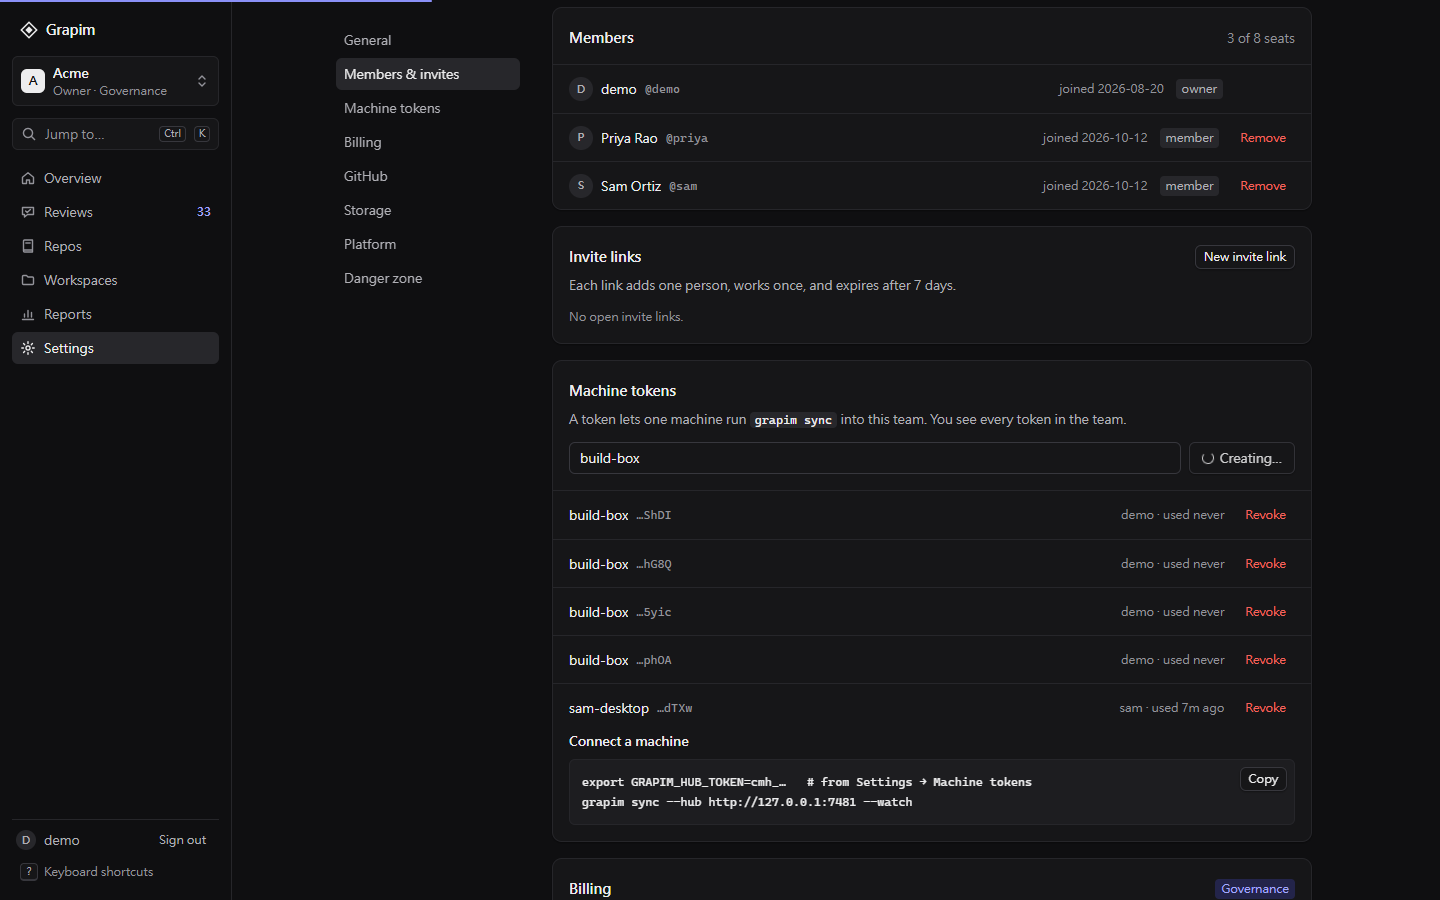 Grapim
A
Acme
Owner · Governance
Jump to...
Ctrl K
Overview
Reviews 33
Repos
Workspaces
Reports
Settings
D demo Sign out
? Keyboard shortcuts
General
Members & invites
Machine tokens
Billing
GitHub
Storage
Platform
Danger zone
Members 3 of 8 seats
D demo @demo joined 2026-08-20 owner
P Priya Rao @priya joined 2026-10-12 member Remove
S Sam Ortiz @sam joined 2026-10-12 member Remove
Invite links New invite link
Each link adds one person, works once, and expires after 7 days.
No open invite links.
Machine tokens
A token lets one machine run grapim sync into this team. You see every token in the team.
build-box Creating...
build-box …ShDI demo · used never Revoke
build-box …hG8Q demo · used never Revoke
build-box …5yic demo · used never Revoke
build-box …phOA demo · used never Revoke
sam-desktop …dTXw sam · used 7m ago Revoke
Connect a machine
export GRAPIM_HUB_TOKEN=cmh_… # from Settings → Machine tokens
grapim sync --hub http://127.0.0.1:7481 --watch
Copy
Billing Governance